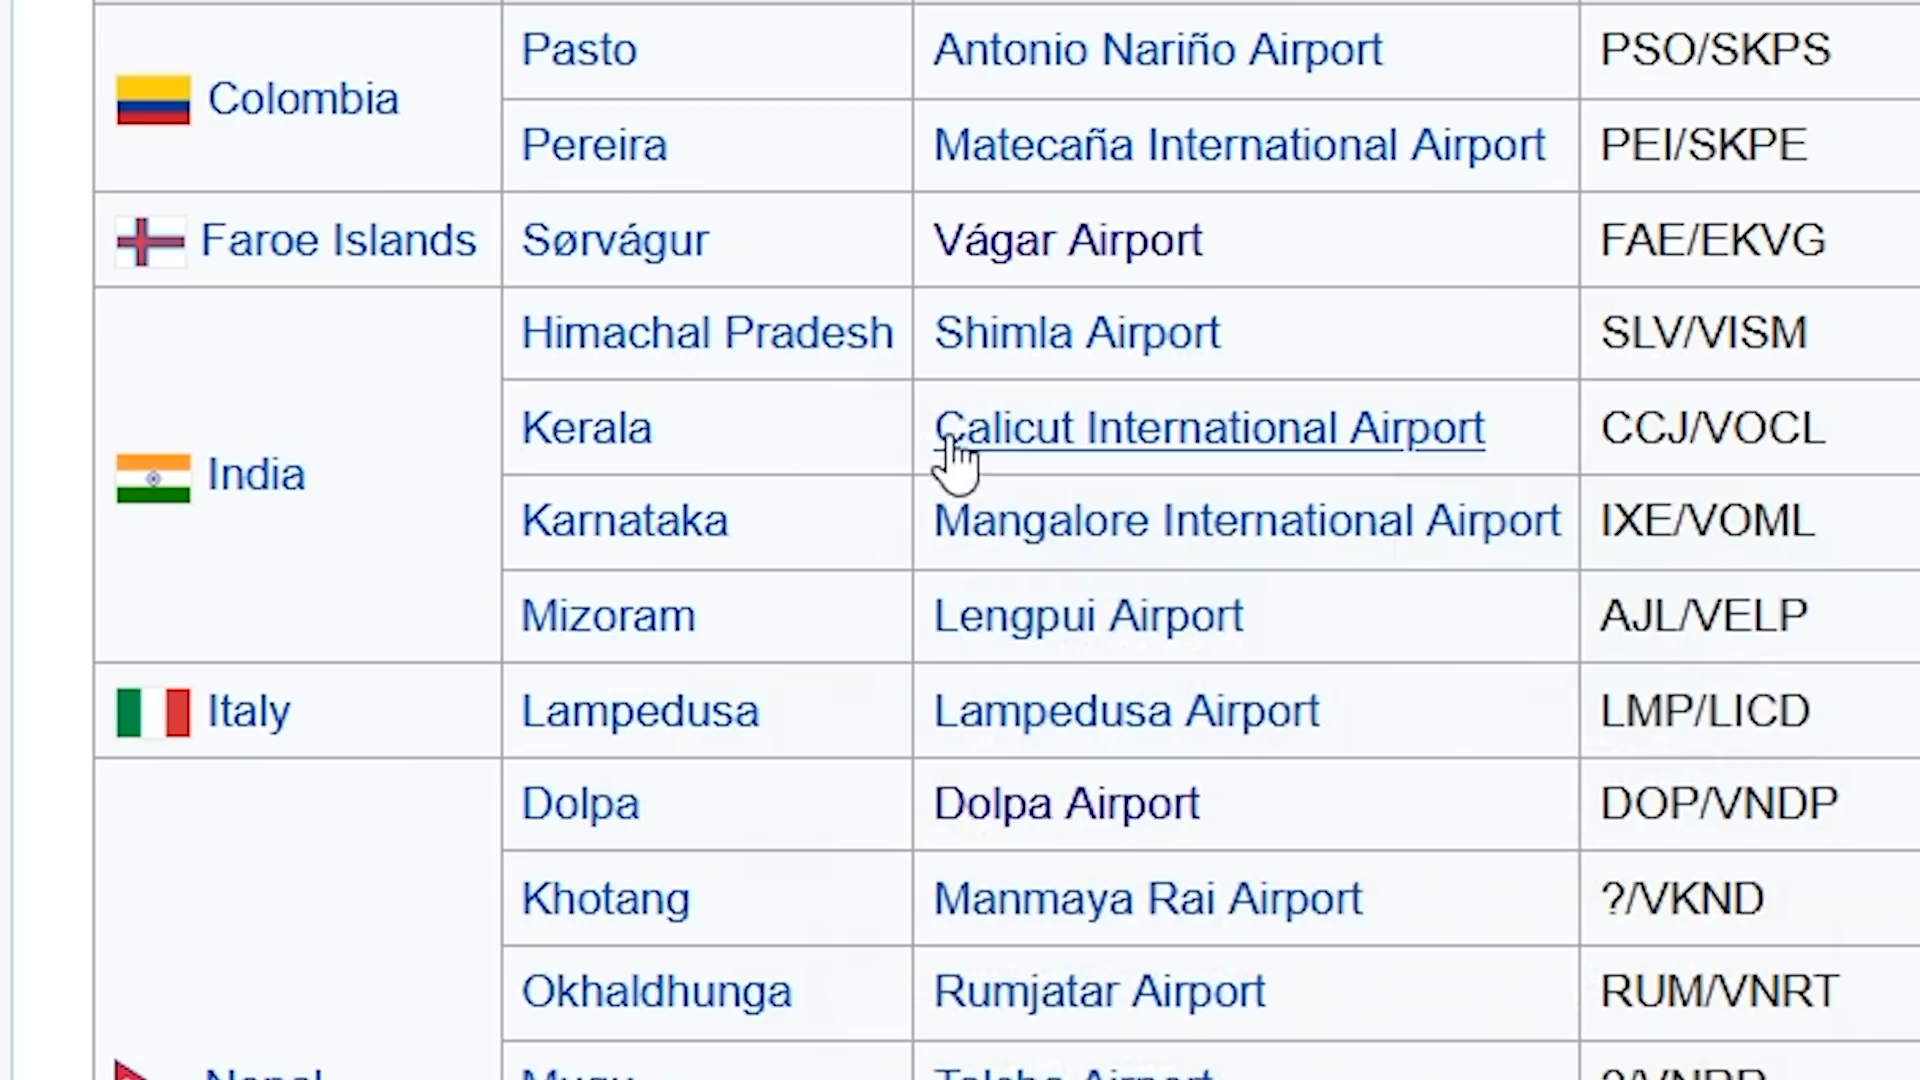 Pasto Antonio Nariño Airport PSO/SKPS
Colombia
Pereira Matecaña International Airport PEI/SKPE
Faroe Islands Sørvágur Vágar Airport FAE/EKVG
Himachal Pradesh Shimla Airport SLV/VISM
Kerala Calicut International Airport CCJ/VOCL
India
Karnataka Mangalore International Airport IXE/VOML
Mizoram Lengpui Airport AJL/VELP
Italy Lampedusa Lampedusa Airport LMP/LICD
Dolpa Dolpa Airport DOP/VNDP
Khotang Manmaya Rai Airport ?/VKND
Okhaldhunga Rumjatar Airport RUM/VNRT
Nepal Airport